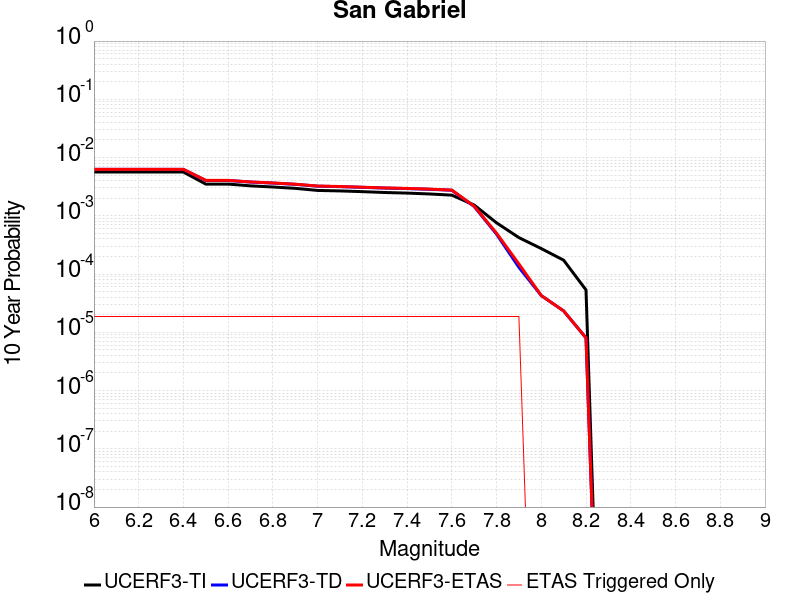 San Gabriel
10 0
10 -1
10 -2
10 -3
10 -4
10 -5
10 -6
10 -7
10 -8
10 Year Probability
6 6.2 6.4 6.6 6.8 7 7.2 7.4 7.6 7.8 8 8.2 8.4 8.6 8.8 9
Magnitude
UCERF3-TI UCERF3-TD UCERF3-ETAS ETAS Triggered Only